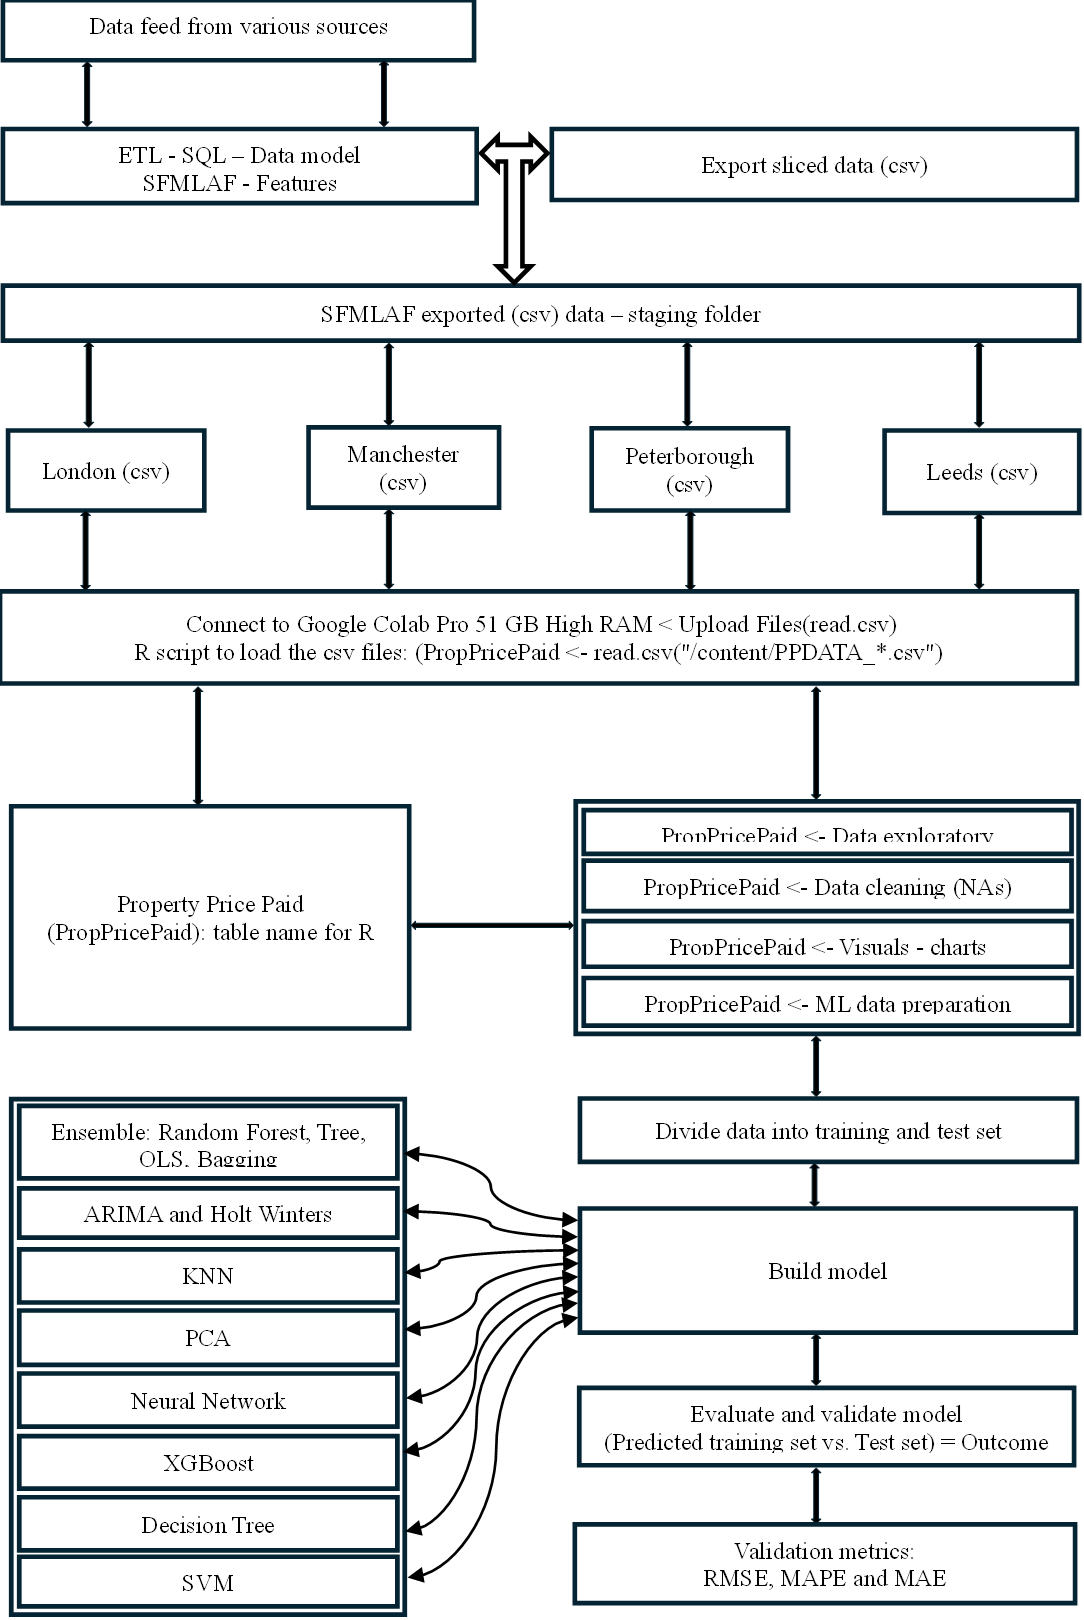 Data feed from various sources
ETL - SQL – Data model
SFMLAF - Features
Export sliced data (csv)
SFMLAF exported (csv) data – staging folder
London (csv)
Manchester
(csv)
Peterborough
(csv)
Leeds (csv)
Connect to Google Colab Pro 51 GB High RAM < Upload Files(read.csv)
R script to load the csv files: (PropPricePaid <- read.csv("/content/PPDATA_*.csv")
Property Price Paid
(PropPricePaid): table name for R
PropPricePaid <- Data exploratory
PropPricePaid <- Data cleaning (NAs)
PropPricePaid <- Visuals - charts
PropPricePaid <- ML data preparation
Divide data into training and test set
Ensemble: Random Forest, Tree,
OLS, Bagging
ARIMA and Holt Winters
KNN
PCA
Neural Network
XGBoost
Decision Tree
SVM
Build model
Evaluate and validate model
(Predicted training set vs. Test set) = Outcome
Validation metrics:
RMSE, MAPE and MAE